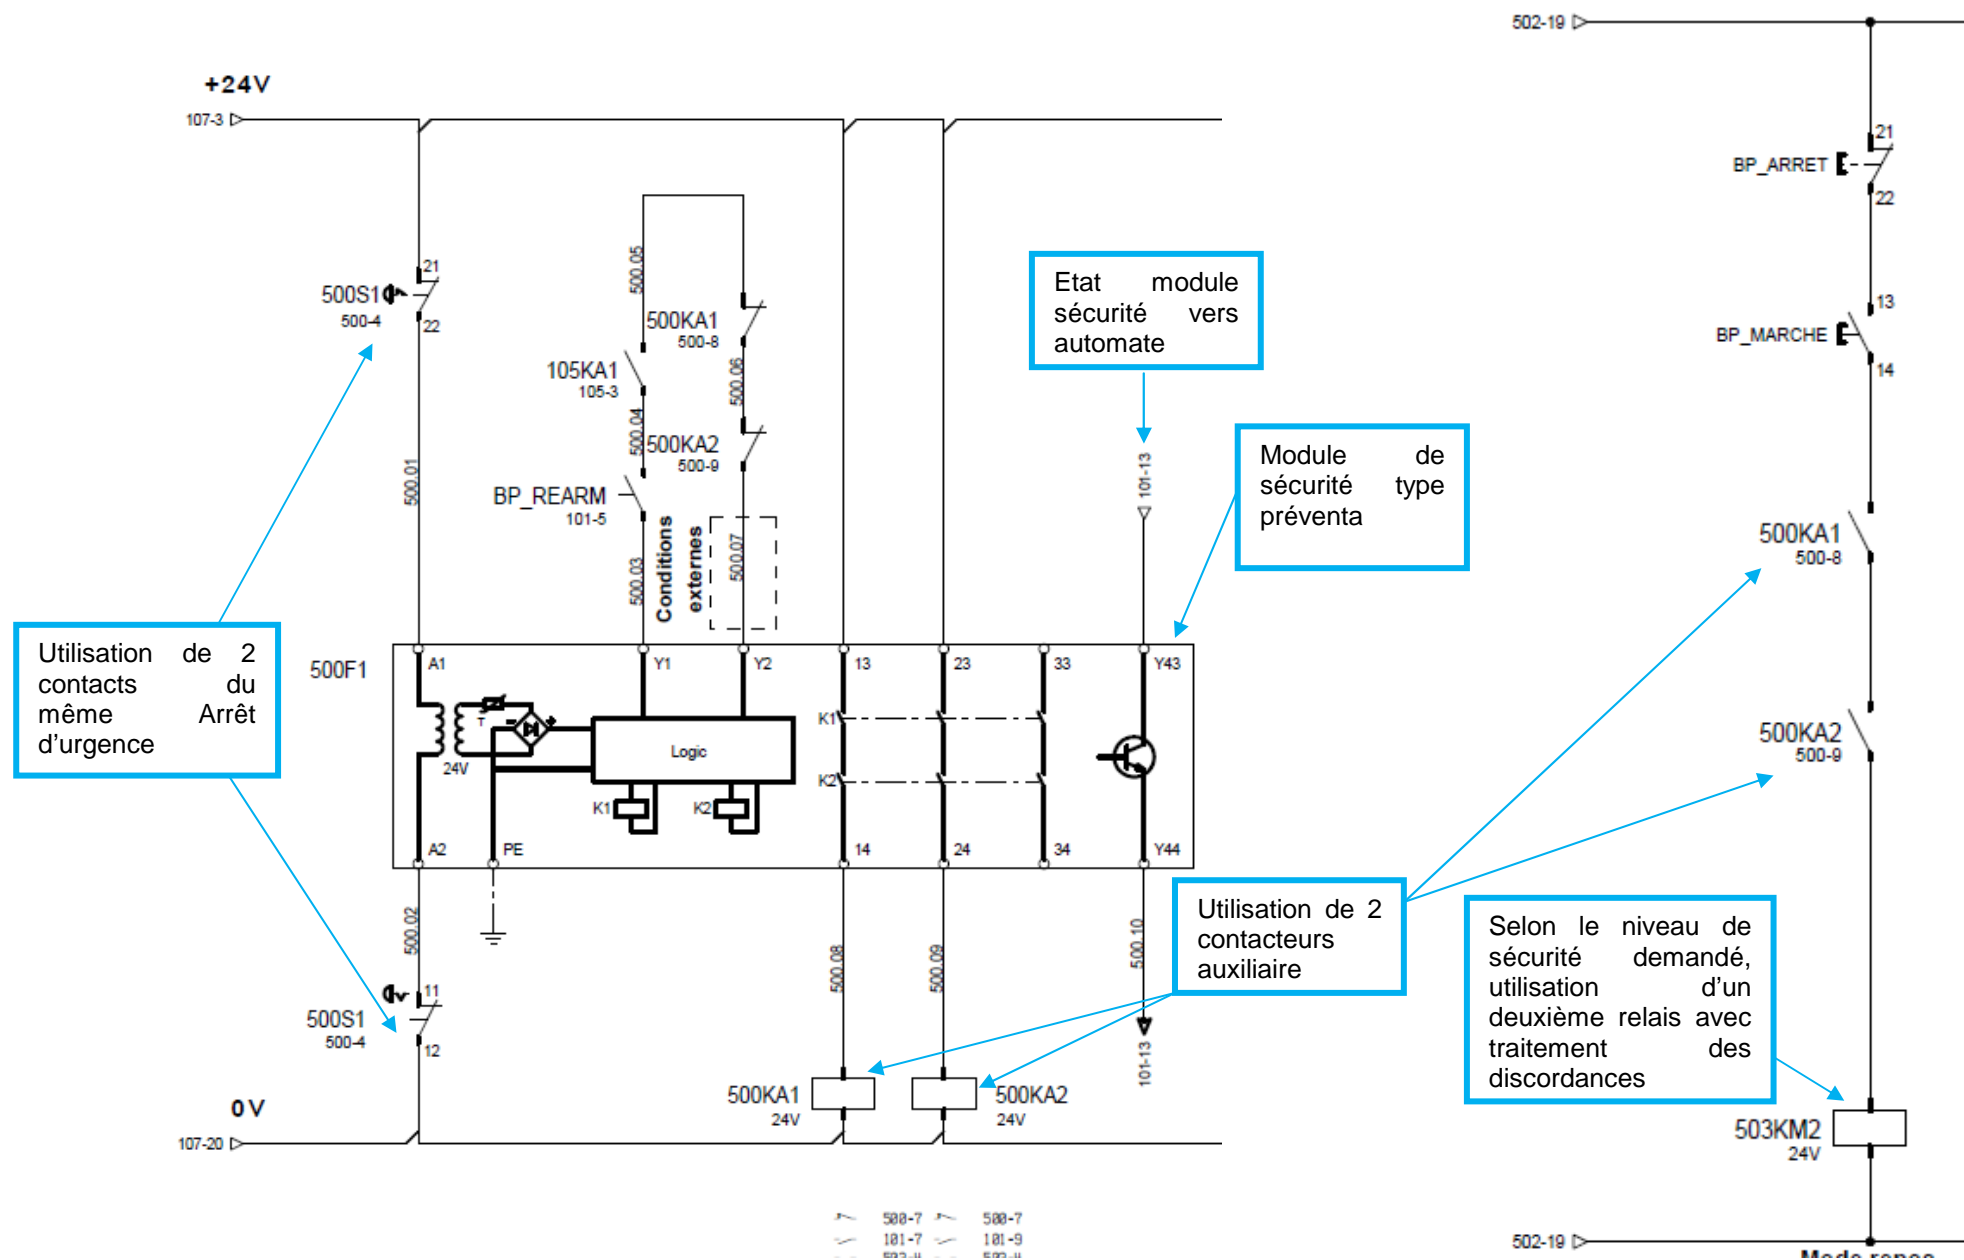 502-19
+24V
107-3
21
BP_ARRET
22
500.05
21
500S1
500-4
22
Etat module
sécurité vers
automate
13
BP_MARCHE
14
500KA1
500-8
105KA1
105-3
500.06
500.04
500KA2
500-9
Module de
sécurité type
préventa
500.01
101-13
BP_REARM
101-5
500KA1
500-8
500.03
Conditions
externes
500.07
Utilisation de 2
contacts du
même Arrêt
d'urgence
500F1
A1
Y1
Y2
13
23
33
Y43
T
- +
24V
Logic
K1
K2
K1
K2
500KA2
500-9
A2
PE
14
24
34
Y44
Utilisation de 2
contacteurs
auxiliaire
Selon le niveau de
sécurité demandé,
utilisation d'un
deuxième relais avec
traitement des
discordances
500.02
500.08
500.09
500.10
11
500S1
500-4
12
101-13
500KA1
24V
500KA2
24V
0V
107-20
503KM2
24V
500-7 500-7
101-7 101-9
502-19